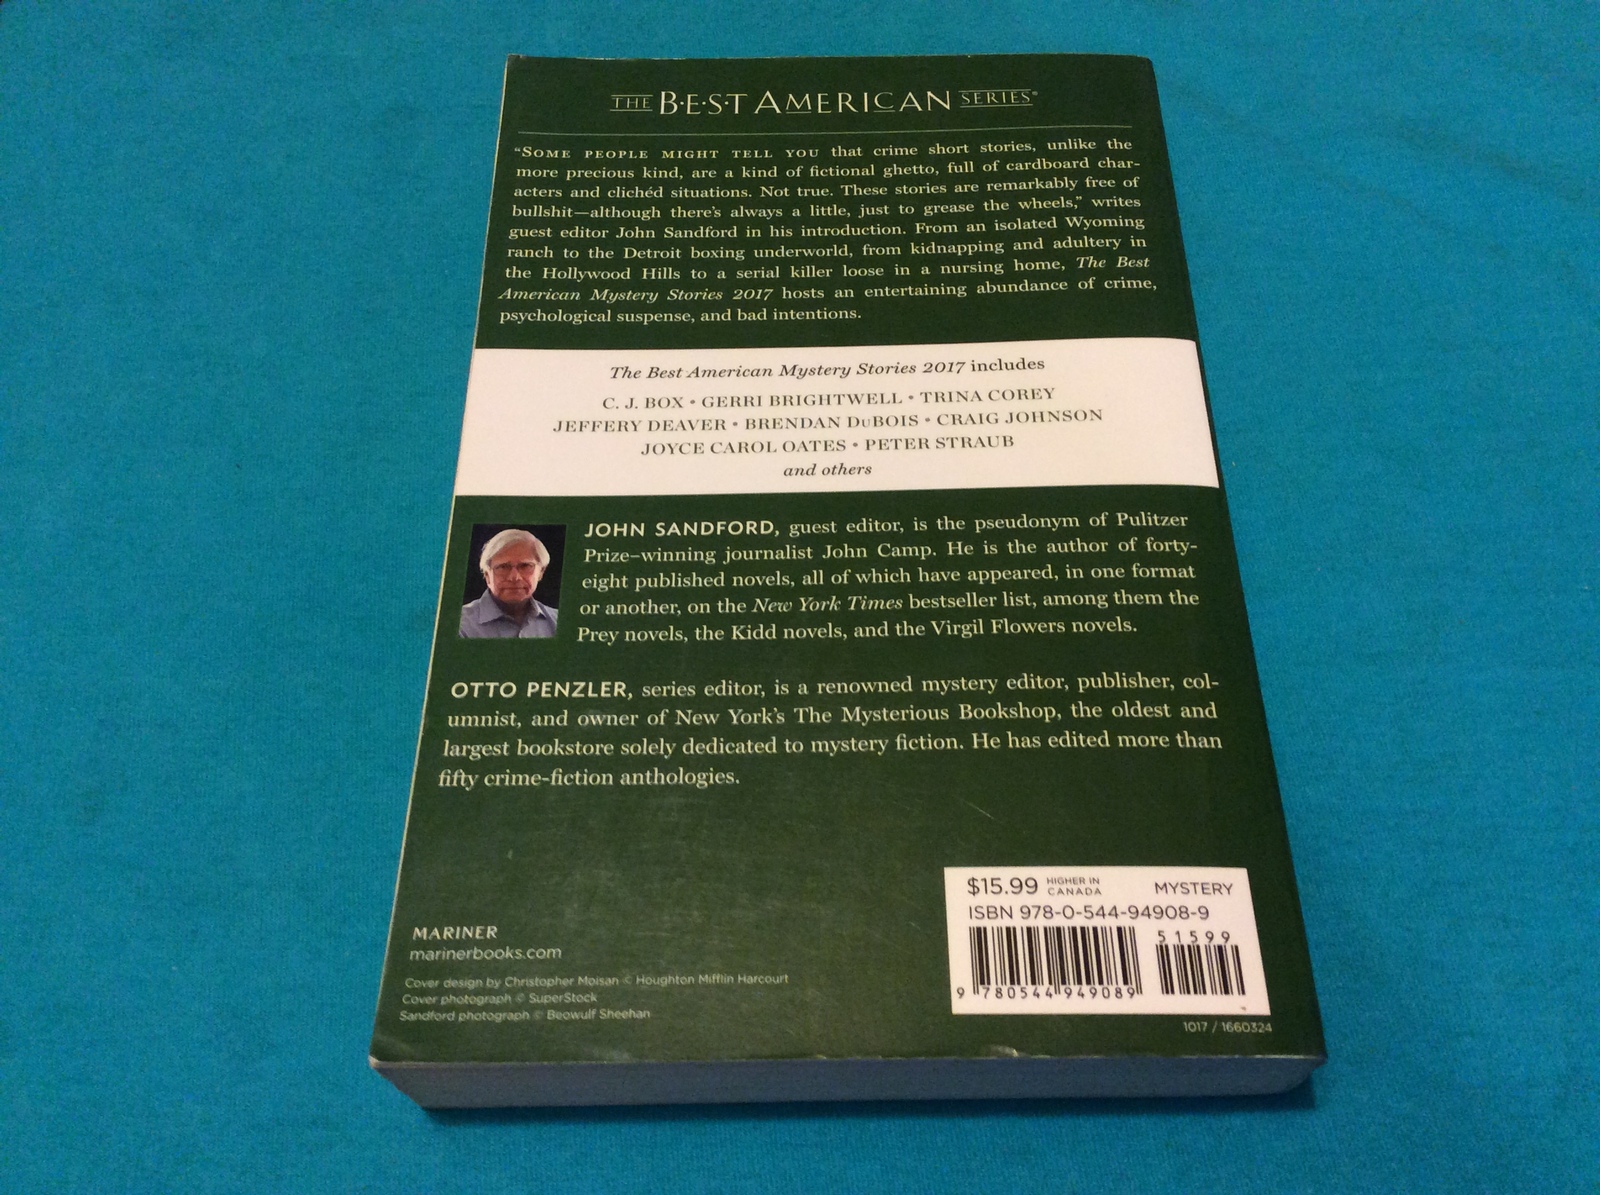 THE B·E·S·T AMERICAN SERIES®
“SOME PEOPLE MIGHT TELL YOU that crime short stories, unlike the
more precious kind, are a kind of fictional ghetto, full of cardboard char-
acters and clichéd situations. Not true. These stories are remarkably free of
bullshit—although there’s always a little, just to grease the wheels,” writes
guest editor John Sandford in his introduction. From an isolated Wyoming
ranch to the Detroit boxing underworld, from kidnapping and adultery in
the Hollywood Hills to a serial killer loose in a nursing home, The Best
American Mystery Stories 2017 hosts an entertaining abundance of crime,
psychological suspense, and bad intentions.
The Best American Mystery Stories 2017 includes
C. J. BOX • GERRI BRIGHTWELL • TRINA COREY
JEFFERY DEAVER • BRENDAN DuBOIS • CRAIG JOHNSON
JOYCE CAROL OATES • PETER STRAUB
and others
JOHN SANDFORD, guest editor, is the pseudonym of Pulitzer
Prize–winning journalist John Camp. He is the author of forty-
eight published novels, all of which have appeared, in one format
or another, on the New York Times bestseller list, among them the
Prey novels, the Kidd novels, and the Virgil Flowers novels.
OTTO PENZLER, series editor, is a renowned mystery editor, publisher, col-
umnist, and owner of New York’s The Mysterious Bookshop, the oldest and
largest bookstore solely dedicated to mystery fiction. He has edited more than
fifty crime-fiction anthologies.
MARINER
marinerbooks.com
Cover design by Christopher Moisan © Houghton Mifflin Harcourt
Cover photograph © SuperStock
Sandford photograph © Beowulf Sheehan
$15.99 HIGHER IN CANADA MYSTERY
ISBN 978-0-544-94908-9
51599
9 780544 949089
1017 / 1660324